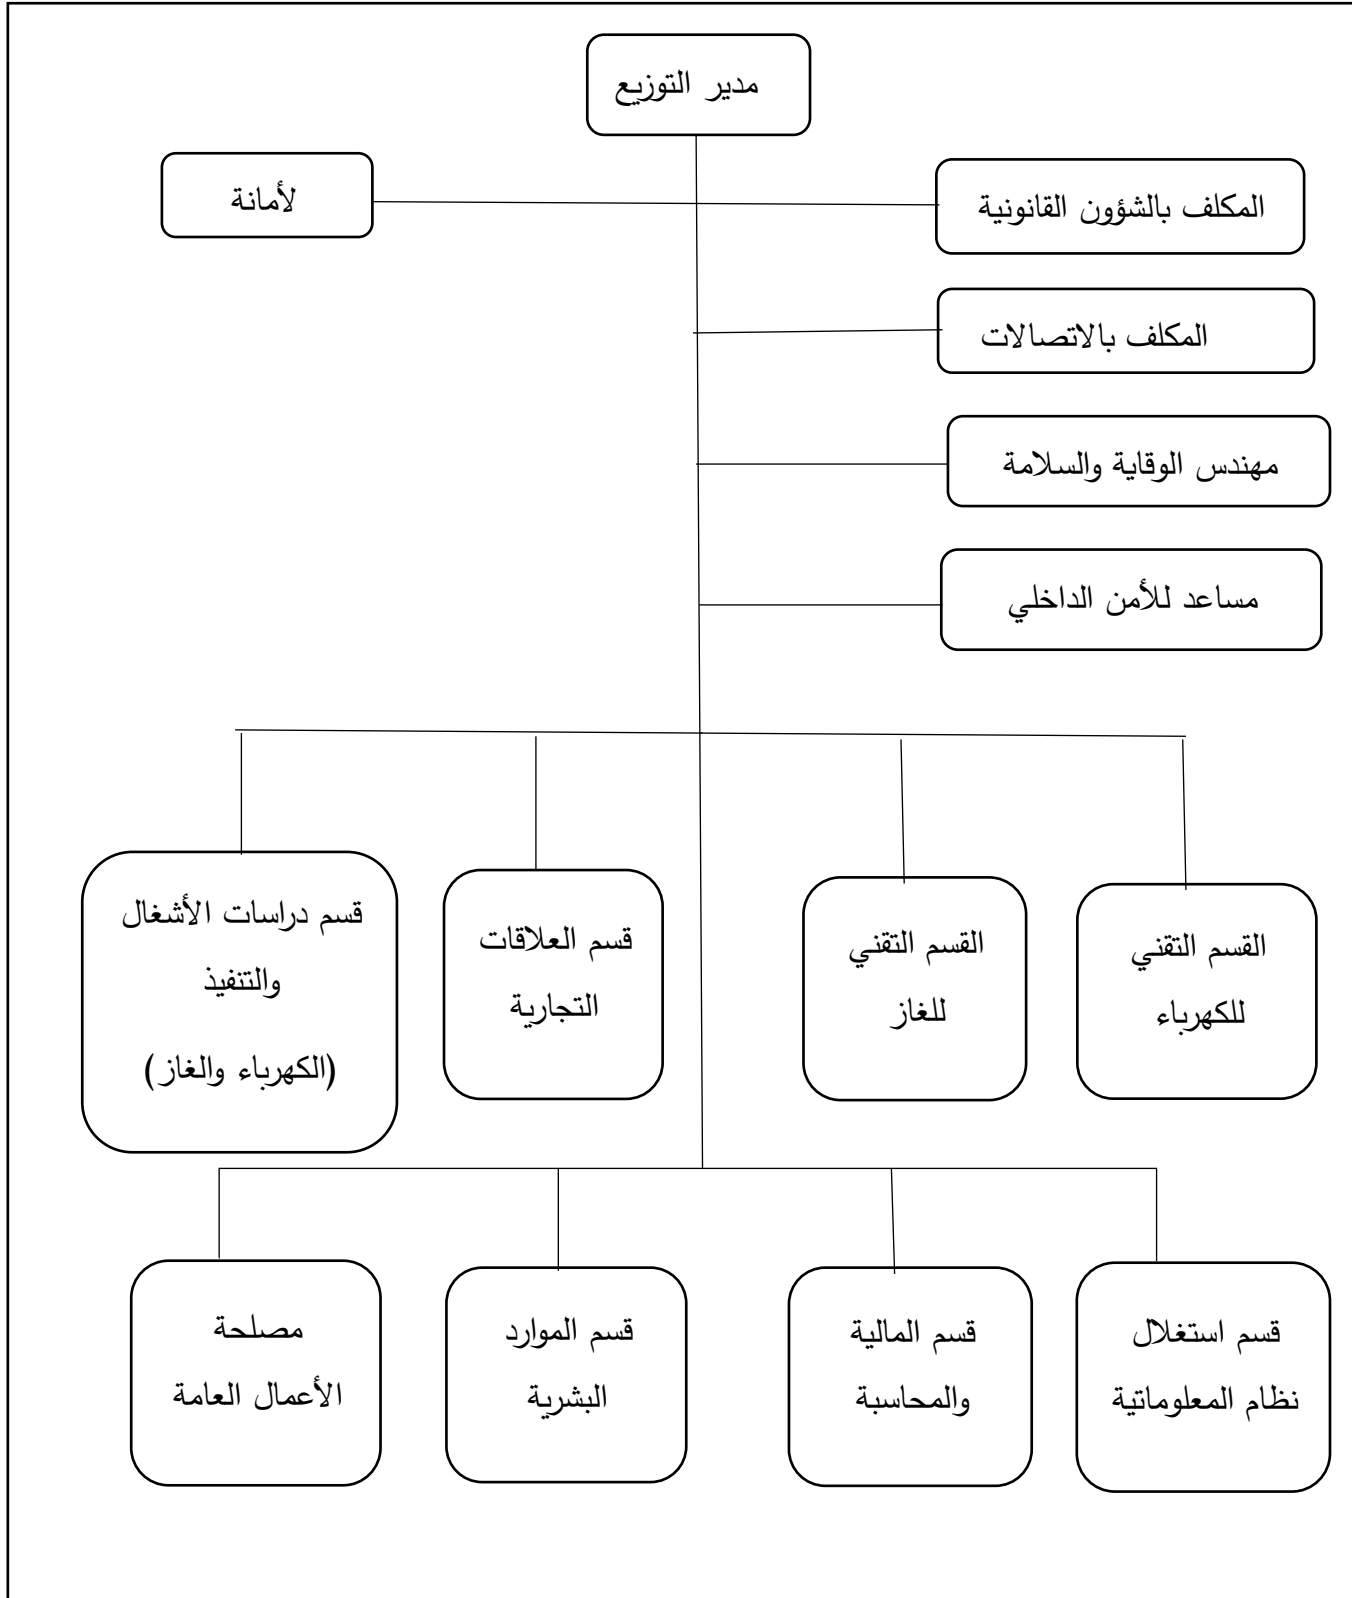 مدير التوزيع
المكلف بالشؤون القانونية
لأمانة
المكلف بالاتصالات
مهندس الوقاية والسلامة
مساعد للأمن الداخلي
القسم التقني
للكهرباء
القسم التقني
للغاز
قسم العلاقات
التجارية
قسم دراسات الأشغال
والتنفيذ
(الكهرباء والغاز)
قسم استغلال
نظام المعلوماتية
قسم المالية
والمحاسبة
قسم الموارد
البشرية
مصلحة
الأعمال العامة